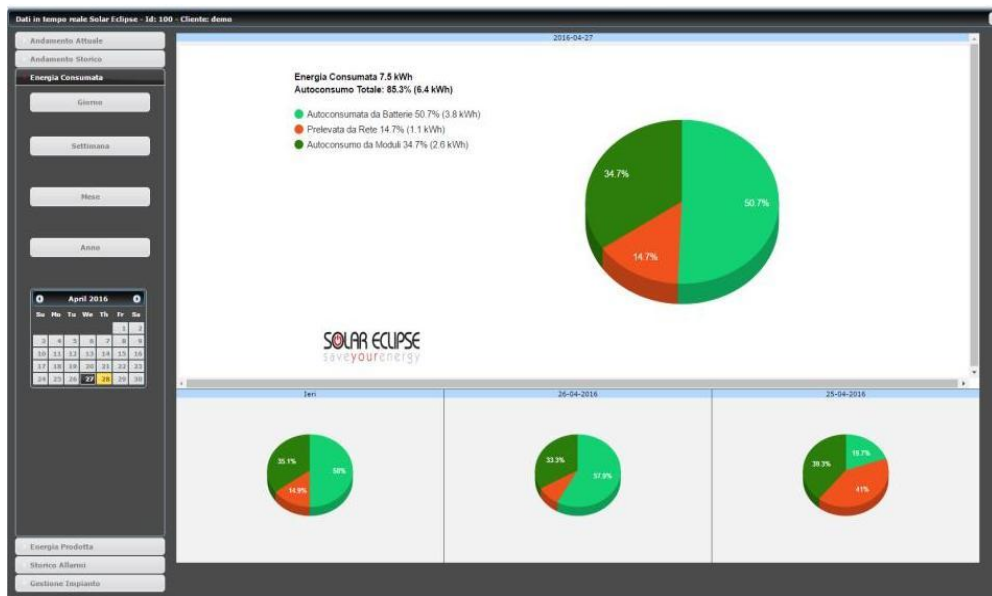 Dati in tempo reale Solar Eclipse - Id: 100 - Cliente: demo
Andamento Attuale
Andamento Storico
Energia Consumata
Giorno
Settimana
Mese
Anno
April 2016
Su Mo Tu We Th Fr Sa
1 2
3 4 5 6 7 8 9
10 11 12 13 14 15 16
17 18 19 20 21 22 23
24 25 26 27 28 29 30
Energia Prodotta
Storico Allarmi
Gestione Impianto
2016-04-27
Energia Consumata 7.5 kWh
Autoconsumo Totale: 85.3% (6.4 kWh)
Autoconsumata da Batterie 50.7% (3.8 kWh)
Prelevata da Rete 14.7% (1.1 kWh)
Autoconsumo da Moduli 34.7% (2.6 kWh)
34.7%
50.7%
14.7%
SOLAR ECLIPSE
saveyourenergy
Ieri
35.1%
50%
14.9%
26-04-2016
33.3%
57.9%
25-04-2016
19.7%
39.3%
41%